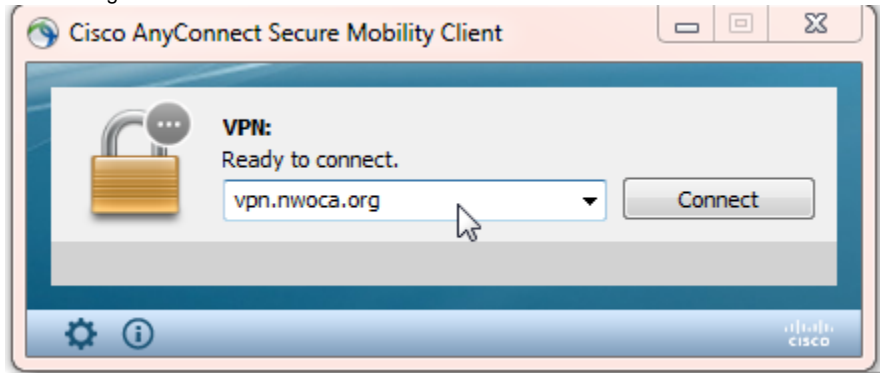 Cisco AnyConnect Secure Mobility Client
VPN:
Ready to connect.
vpn.nwoca.org
Connect
CISCO